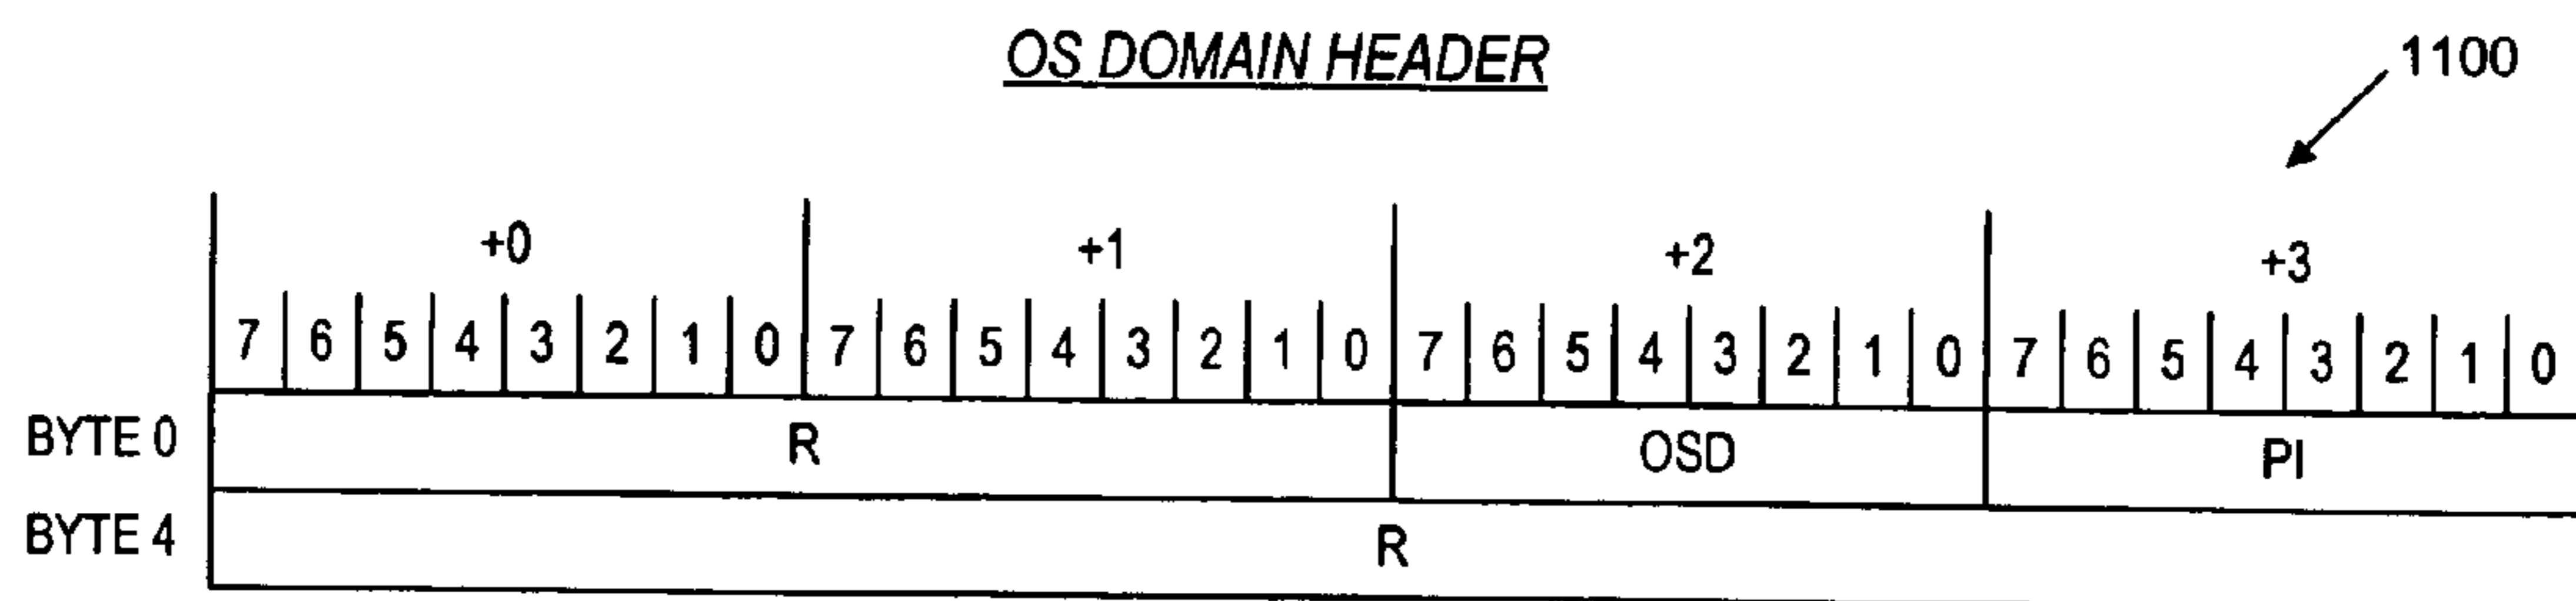 OS DOMAIN HEADER
1100
+0 +1 +2 +3
7 6 5 4 3 2 1 0 7 6 5 4 3 2 1 0 7 6 5 4 3 2 1 0 7 6 5 4 3 2 1 0
BYTE 0 R OSD PI
BYTE 4 R